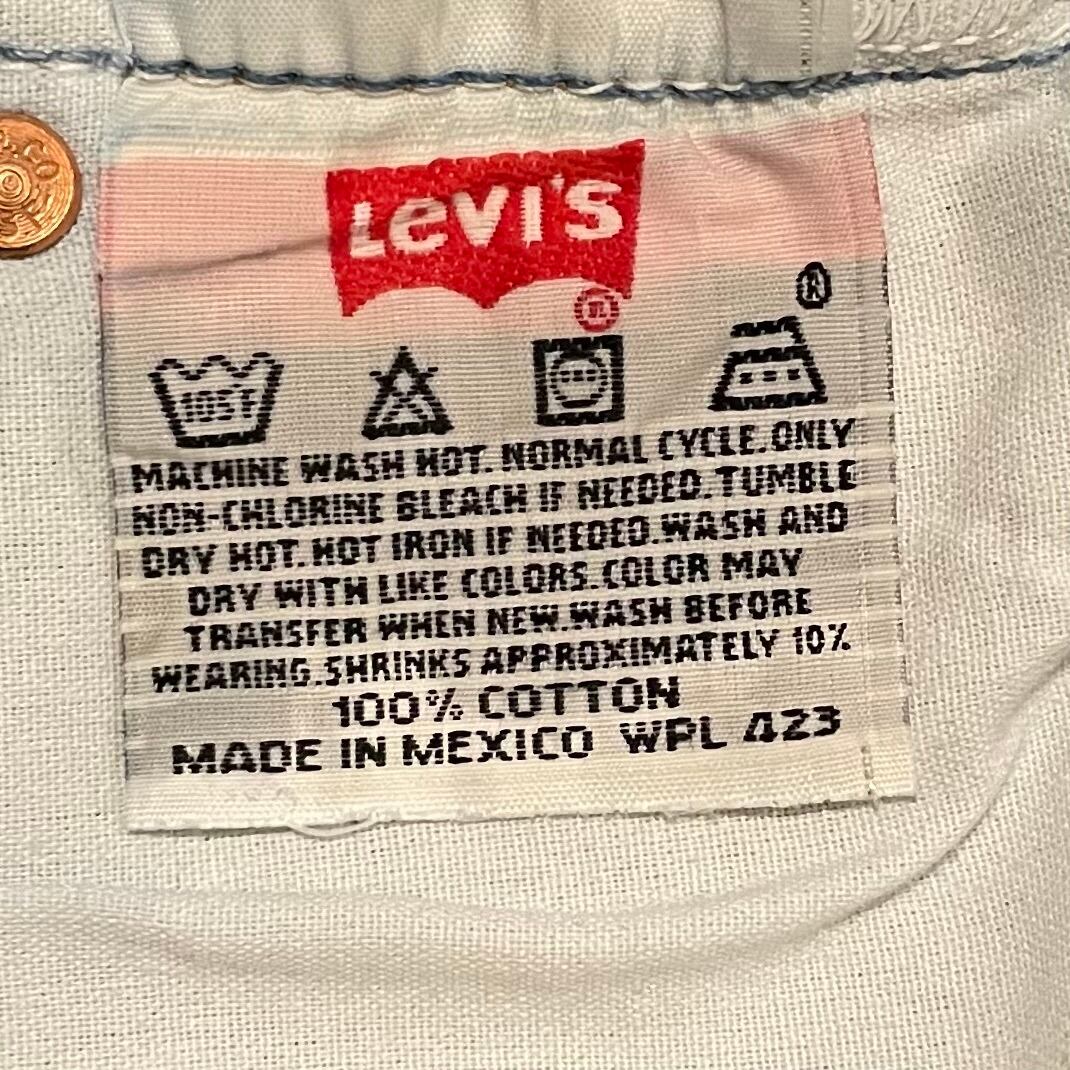 LEVI'S
®
®
105F
MACHINE WASH HOT. NORMAL CYCLE. ONLY
NON-CHLORINE BLEACH IF NEEDED. TUMBLE
DRY HOT. HOT IRON IF NEEDED. WASH AND
DRY WITH LIKE COLORS. COLOR MAY
TRANSFER WHEN NEW. WASH BEFORE
WEARING. SHRINKS APPROXIMATELY 10%
100% COTTON
MADE IN MEXICO WPL 423